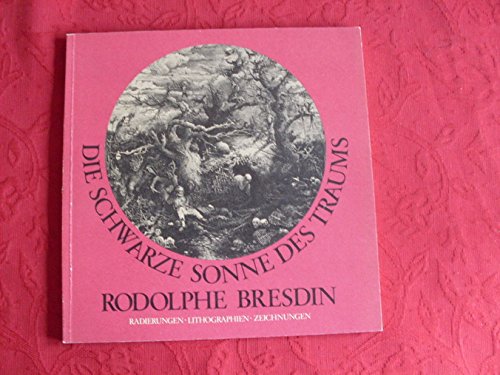 DIE SCHWARZE SONNE DES TRAUMS
RODOLPHE BRESDIN
RADIERUNGEN · LITHOGRAPHIEN · ZEICHNUNGEN